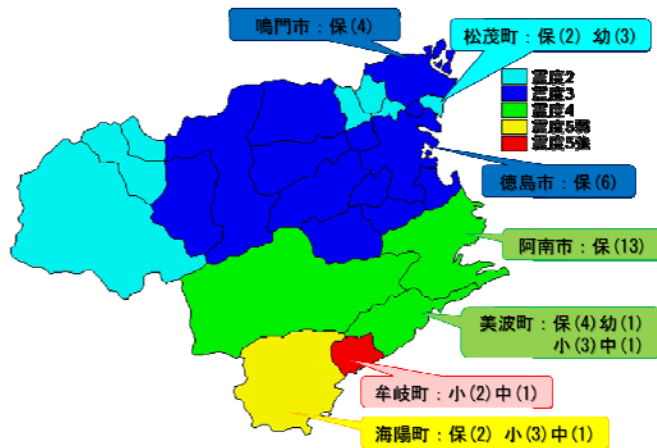 鳴門市：保(4)
松茂町：保(2) 幼(3)
震度2
震度3
震度4
震度5弱
震度5強
徳島市：保(6)
阿南市：保(13)
美波町：保(4)幼(1)
小(3)中(1)
牟岐町：小(2)中(1)
海陽町：保(2) 小(3)中(1)